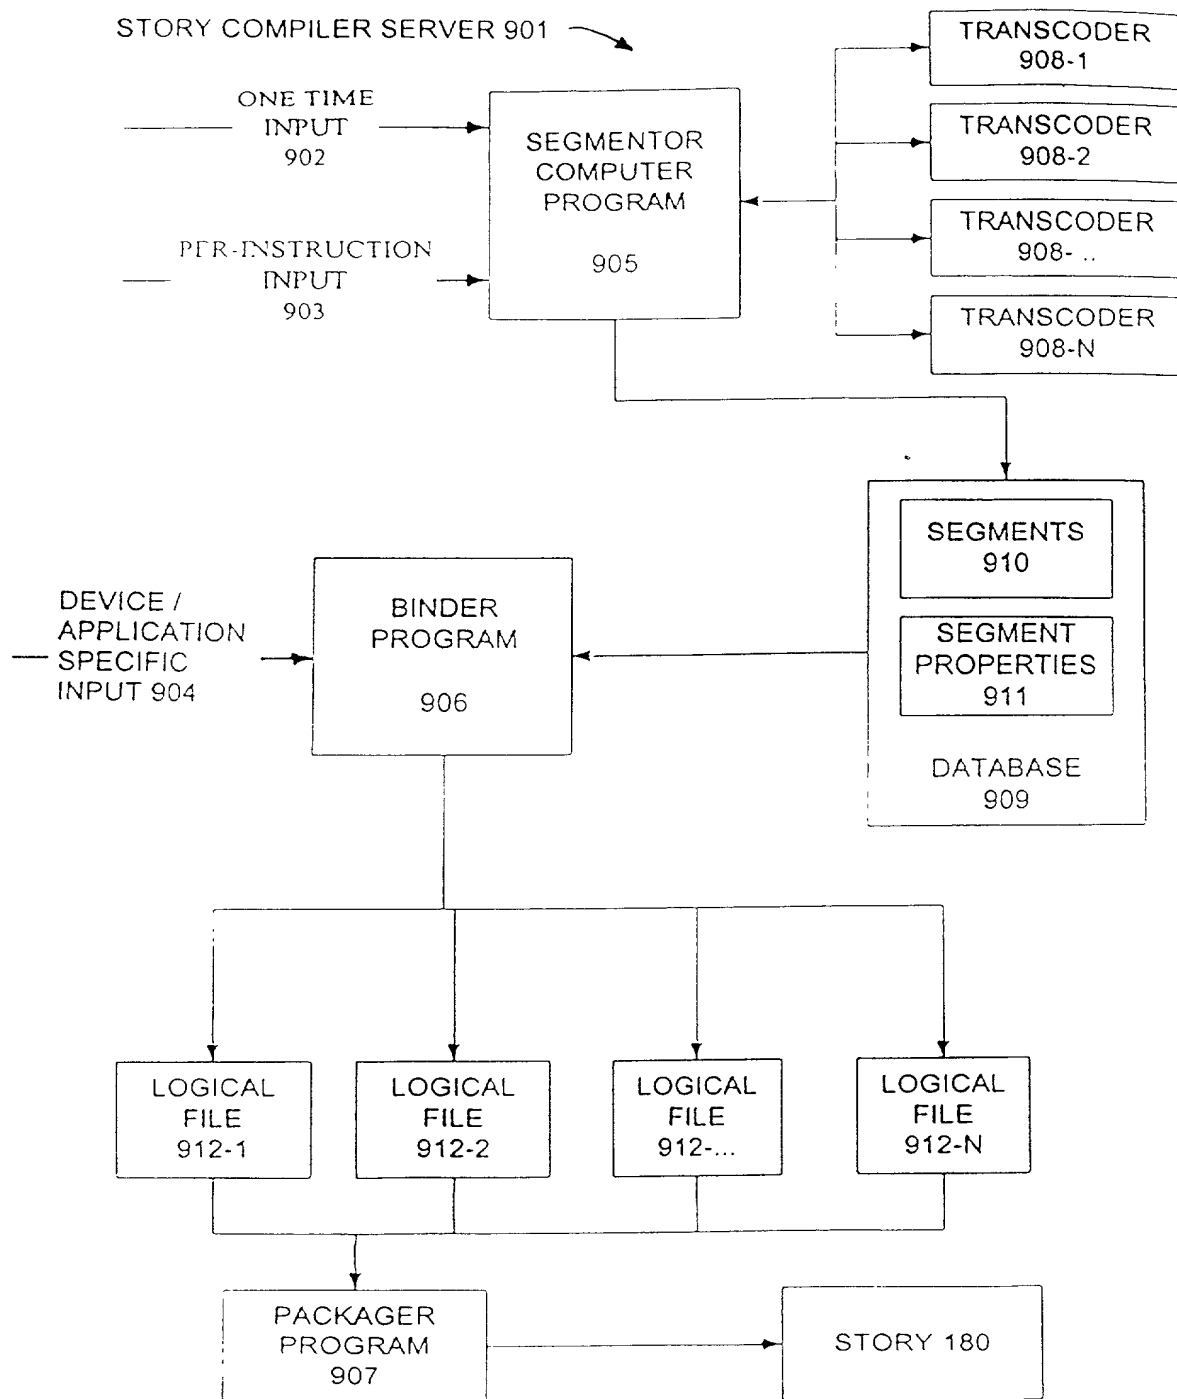 STORY COMPILER SERVER 901
ONE TIME
INPUT
902
PER-INSTRUCTION
INPUT
903
SEGMENTOR
COMPUTER
PROGRAM
905
TRANSCODER
908-1
TRANSCODER
908-2
TRANSCODER
908-..
TRANSCODER
908-N
SEGMENTS
910
SEGMENT
PROPERTIES
911
DATABASE
909
DEVICE /
APPLICATION
SPECIFIC
INPUT 904
BINDER
PROGRAM
906
LOGICAL
FILE
912-1
LOGICAL
FILE
912-2
LOGICAL
FILE
912-...
LOGICAL
FILE
912-N
PACKAGER
PROGRAM
907
STORY 180